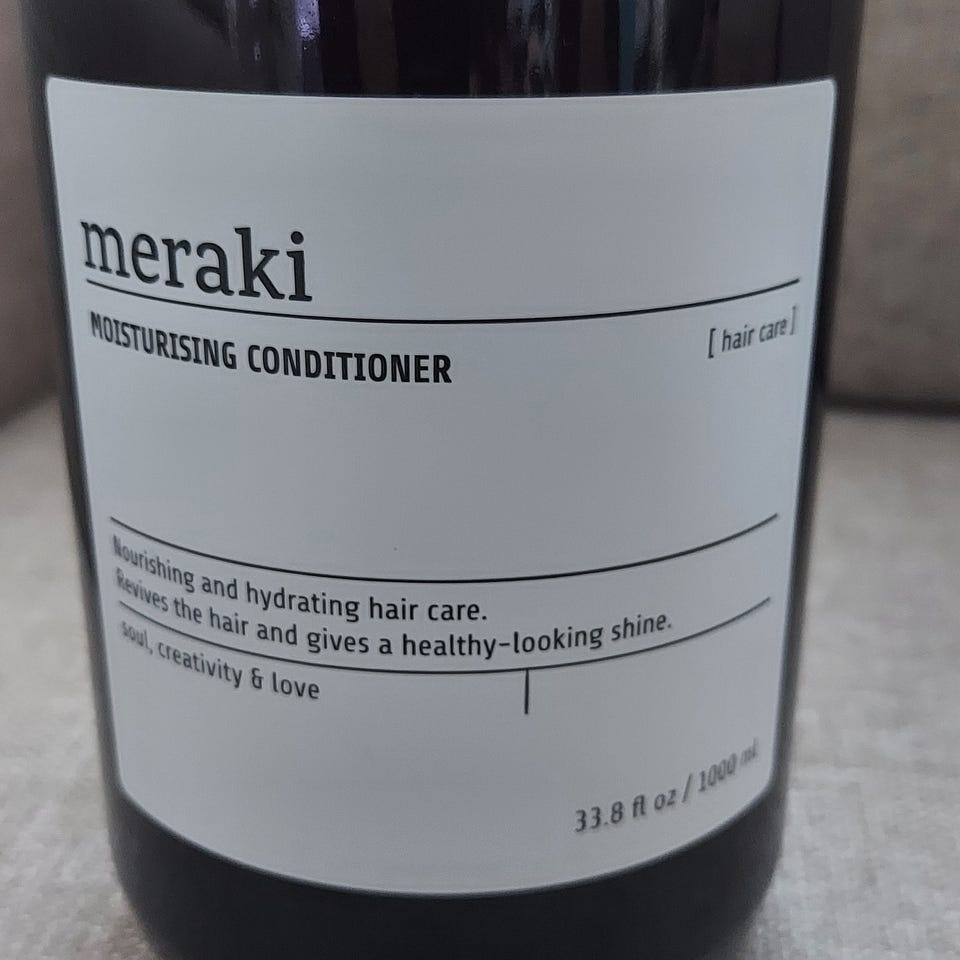 meraki
MOISTURISING CONDITIONER
[ hair care ]
Nourishing and hydrating hair care.
Revives the hair and gives a healthy-looking shine.
soul, creativity & love
33.8 fl oz / 1000 ml